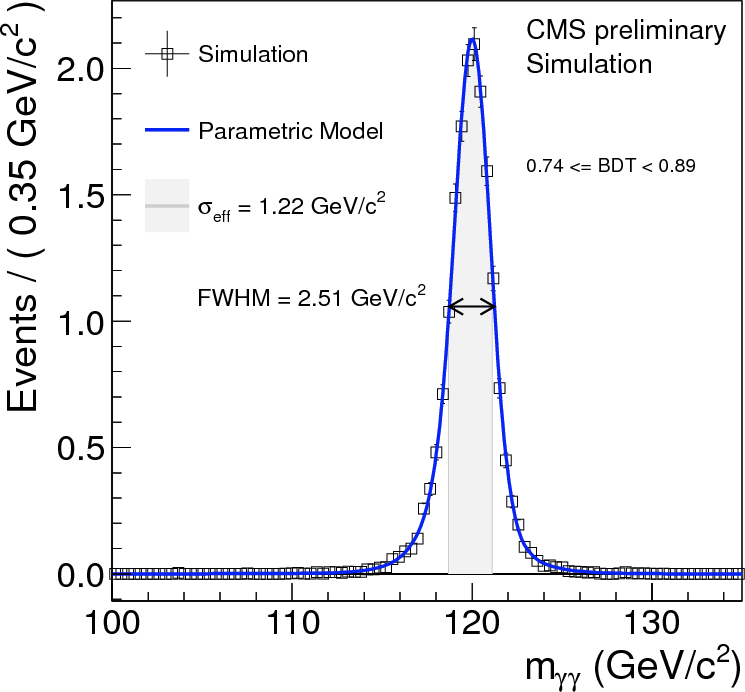 Events / ( 0.35 GeV/c²)
2.0
1.5
1.0
0.5
0.0
Simulation
Parametric Model
σeff = 1.22 GeV/c²
FWHM = 2.51 GeV/c²
CMS preliminary
Simulation
0.74 <= BDT < 0.89
100 110 120 130
mγγ (GeV/c²)